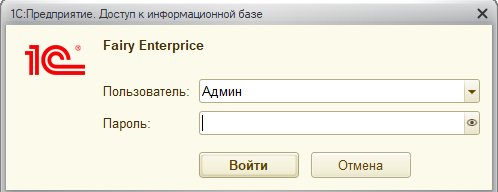 1С:Предприятие. Доступ к информационной базе
1С ®
Fairy Enterprice
Пользователь: Админ
Пароль:
Войти Отмена